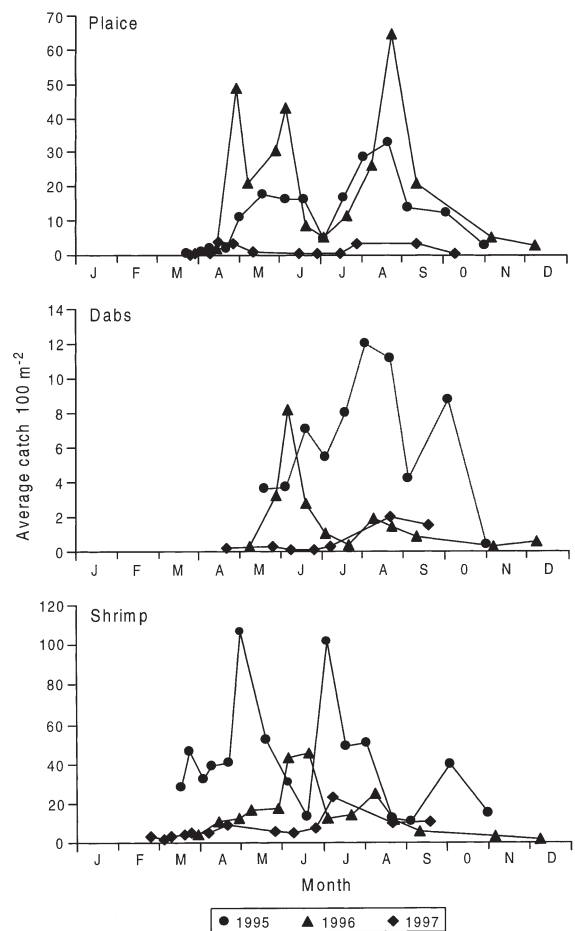 Plaice
70
60
50
40
30
20
10
0
J F M A M J J A S O N D
Dabs
14
12
10
8
6
4
2
0
J F M A M J J A S O N D
Average catch 100 m-2
Shrimp
120
100
80
60
40
20
0
J F M A M J J A S O N D
Month
1995 1996 1997